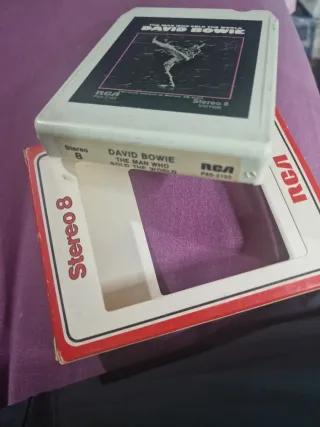 THE MAN WHO SOLD THE WORLD
DAVID BOWIE
RCA
Stereo 8
Stereo
8
DAVID BOWIE
THE MAN WHO
SOLD THE WORLD
RCA
RCA
Stereo 8